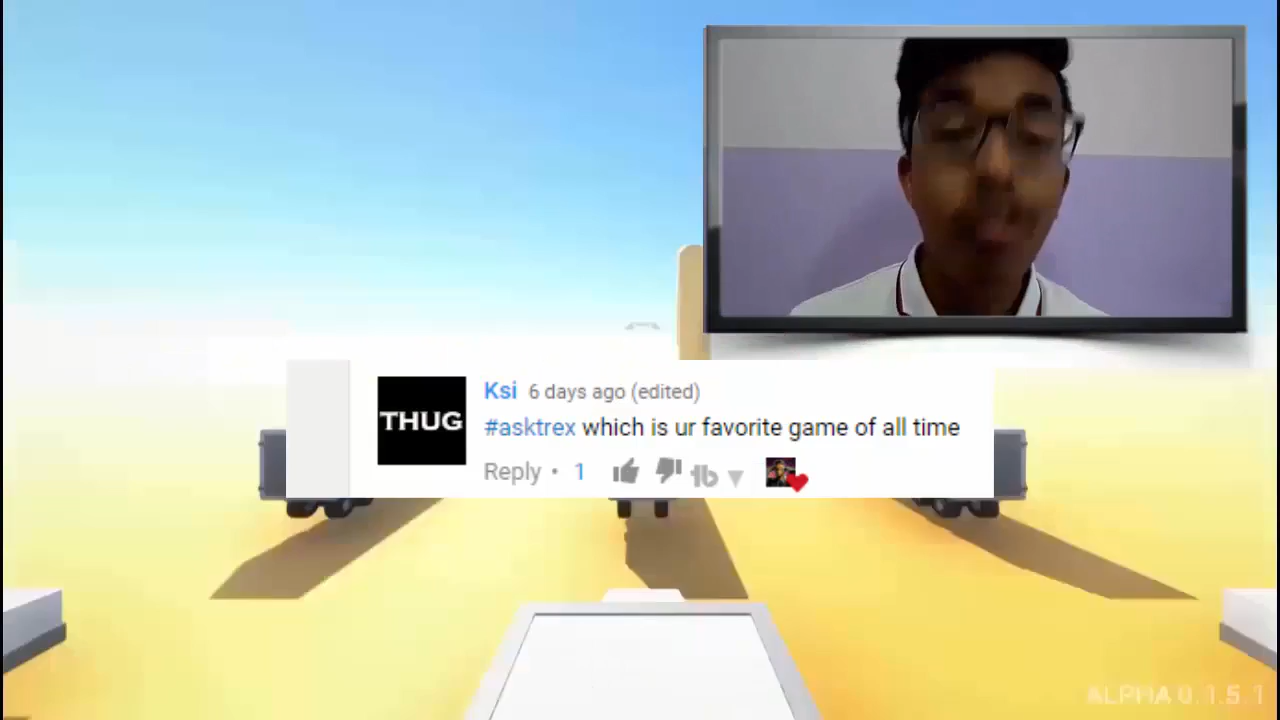 THUG
Ksi 6 days ago (edited)
#asktrex which is ur favorite game of all time
Reply • 1
ALPHA 0.1.5.1